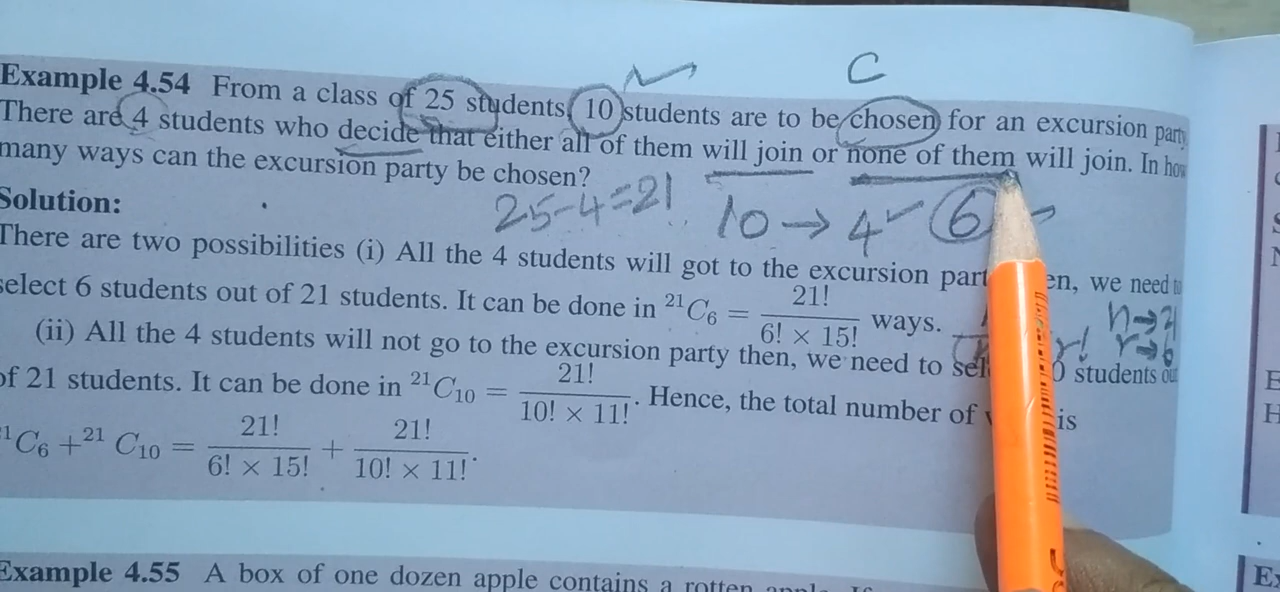 C
Example 4.54 From a class of 25 students, 10 students are to be chosen for an excursion party
There are 4 students who decide that either all of them will join or none of them will join. In how
many ways can the excursion party be chosen?
25-4=21
10 → 4 6
Solution:
There are two possibilities (i) All the 4 students will got to the excursion part en, we need to
select 6 students out of 21 students. It can be done in ²¹C₆ = 21! / 6! × 15! ways.
n→21
r! r→6
(ii) All the 4 students will not go to the excursion party then, we need to sel 0 students out
of 21 students. It can be done in ²¹C₁₀ = 21! / 10! × 11!. Hence, the total number of is
²¹C₆ + ²¹C₁₀ = 21! / 6! × 15! + 21! / 10! × 11!.
Example 4.55 A box of one dozen apple contains a rotten apple. If